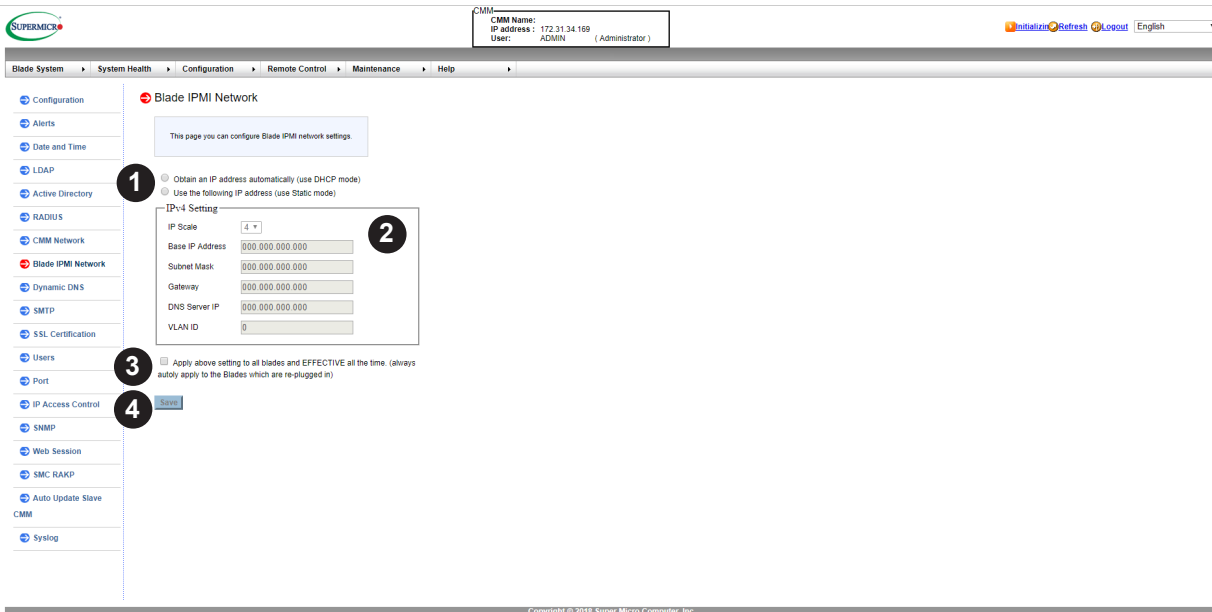 SUPERMICR
CMM
CMM Name:
IP address : 172.31.34.169
User: ADMIN ( Administrator )
Initializin Refresh Logout English
Blade System System Health Configuration Remote Control Maintenance Help
Configuration
Alerts
Date and Time
LDAP
Active Directory
RADIUS
CMM Network
Blade IPMI Network
Dynamic DNS
SMTP
SSL Certification
Users
Port
IP Access Control
SNMP
Web Session
SMC RAKP
Auto Update Slave
CMM
Syslog
Blade IPMI Network
This page you can configure Blade IPMI network settings.
1
Obtain an IP address automatically (use DHCP mode)
Use the following IP address (use Static mode)
IPv4 Setting
2
IP Scale 4
Base IP Address 000.000.000.000
Subnet Mask 000.000.000.000
Gateway 000.000.000.000
DNS Server IP 000.000.000.000
VLAN ID 0
3
Apply above setting to all blades and EFFECTIVE all the time. (always
autoly apply to the Blades which are re-plugged in)
4
Save
Copyright © 2018 Super Micro Computer, Inc.